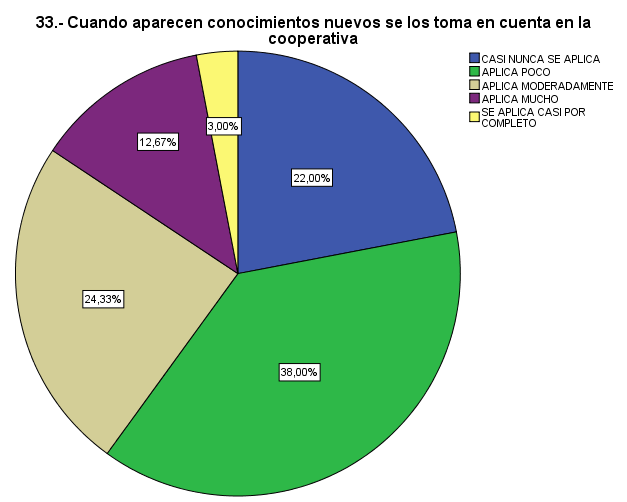 33.- Cuando aparecen conocimientos nuevos se los toma en cuenta en la
cooperativa
CASI NUNCA SE APLICA
APLICA POCO
APLICA MODERADAMENTE
APLICA MUCHO
SE APLICA CASI POR
COMPLETO
3,00%
12,67%
22,00%
24,33%
38,00%